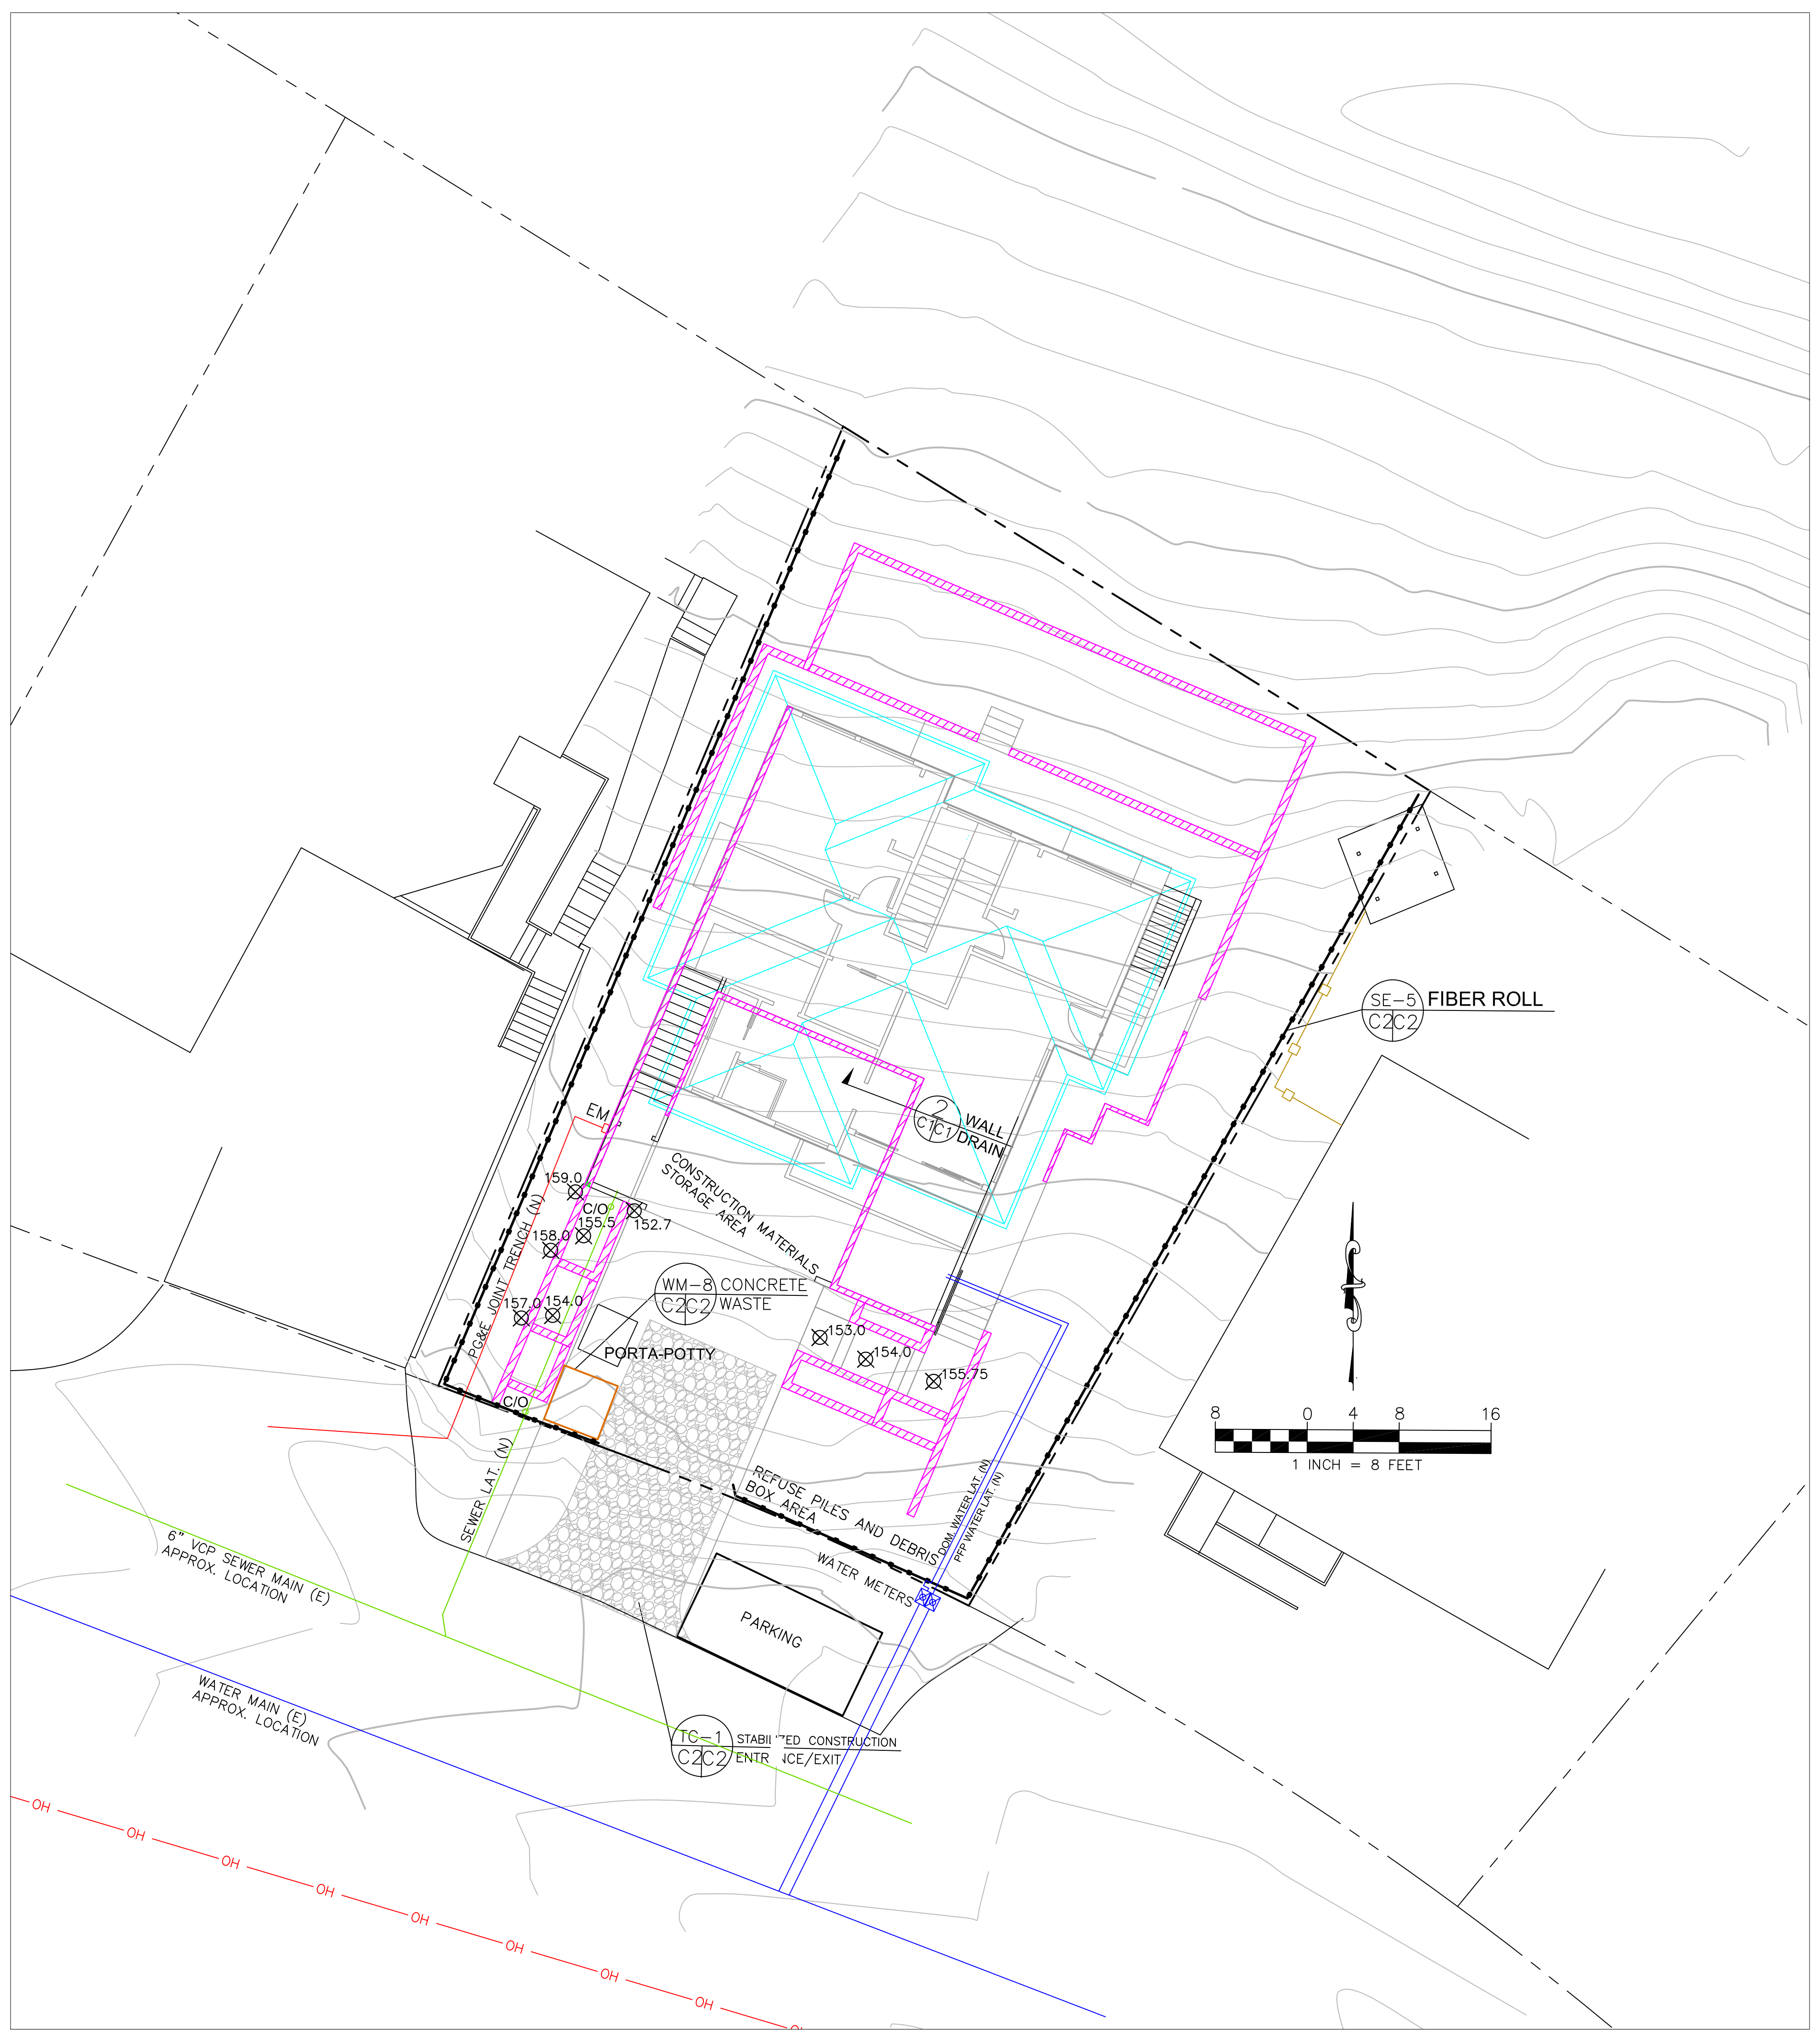 SE-5 FIBER ROLL
C2 C2
2 WALL
C1 C1 DRAIN
EM
CONSTRUCTION MATERIALS
STORAGE AREA
159.0
C/O
155.5
152.7
158.0
PG&E JOINT TRENCH (N)
157.0
154.0
WM-8 CONCRETE
C2 C2 WASTE
PORTA-POTTY
153.0
154.0
155.75
C/O
8 0 4 8 16
1 INCH = 8 FEET
SEWER LAT. (N)
REFUSE PILES AND DEBRIS
BOX AREA
DOM. WATER LAT. (N)
PFP WATER LAT. (N)
WATER METERS
6" VCP SEWER MAIN (E)
APPROX. LOCATION
PARKING
WATER MAIN (E)
APPROX. LOCATION
TC-1 CONSTRUCTION
C2 C2
OH
OH
OH
OH
OH
OH
OH
OH